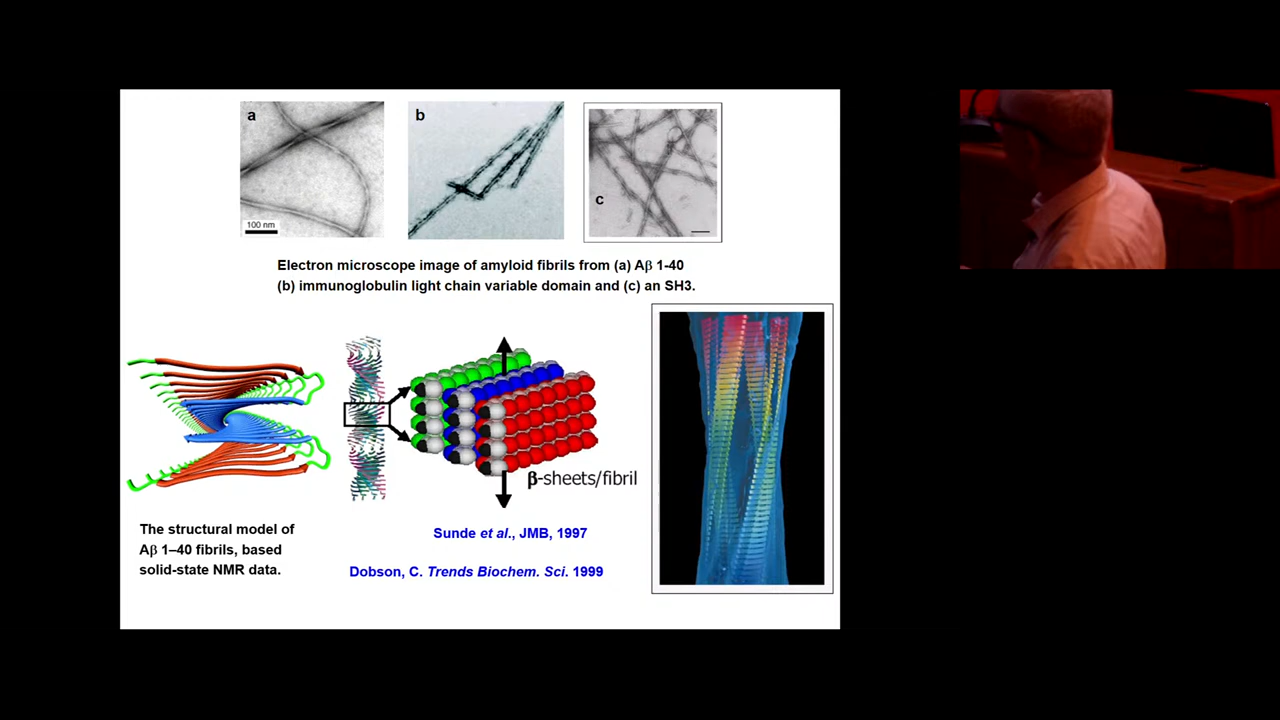 a
b
c
100 nm
Electron microscope image of amyloid fibrils from (a) Aβ 1-40
(b) immunoglobulin light chain variable domain and (c) an SH3.
β-sheets/fibril
The structural model of
Aβ 1–40 fibrils, based
solid-state NMR data.
Sunde et al., JMB, 1997
Dobson, C. Trends Biochem. Sci. 1999